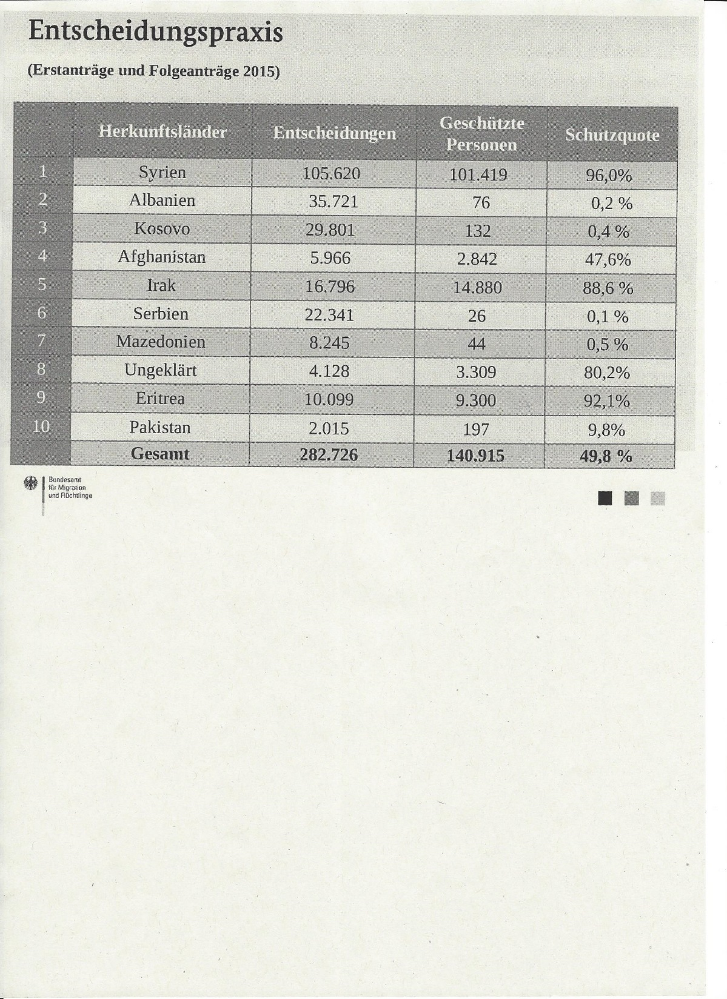 Entscheidungspraxis
(Erstanträge und Folgeanträge 2015)
Herkunftsländer Entscheidungen Geschützte Personen Schutzquote
1 Syrien 105.620 101.419 96,0%
2 Albanien 35.721 76 0,2 %
3 Kosovo 29.801 132 0,4 %
4 Afghanistan 5.966 2.842 47,6%
5 Irak 16.796 14.880 88,6 %
6 Serbien 22.341 26 0,1 %
7 Mazedonien 8.245 44 0,5 %
8 Ungeklärt 4.128 3.309 80,2%
9 Eritrea 10.099 9.300 92,1%
10 Pakistan 2.015 197 9,8%
Gesamt 282.726 140.915 49,8 %
Bundesamt
für Migration
und Flüchtlinge